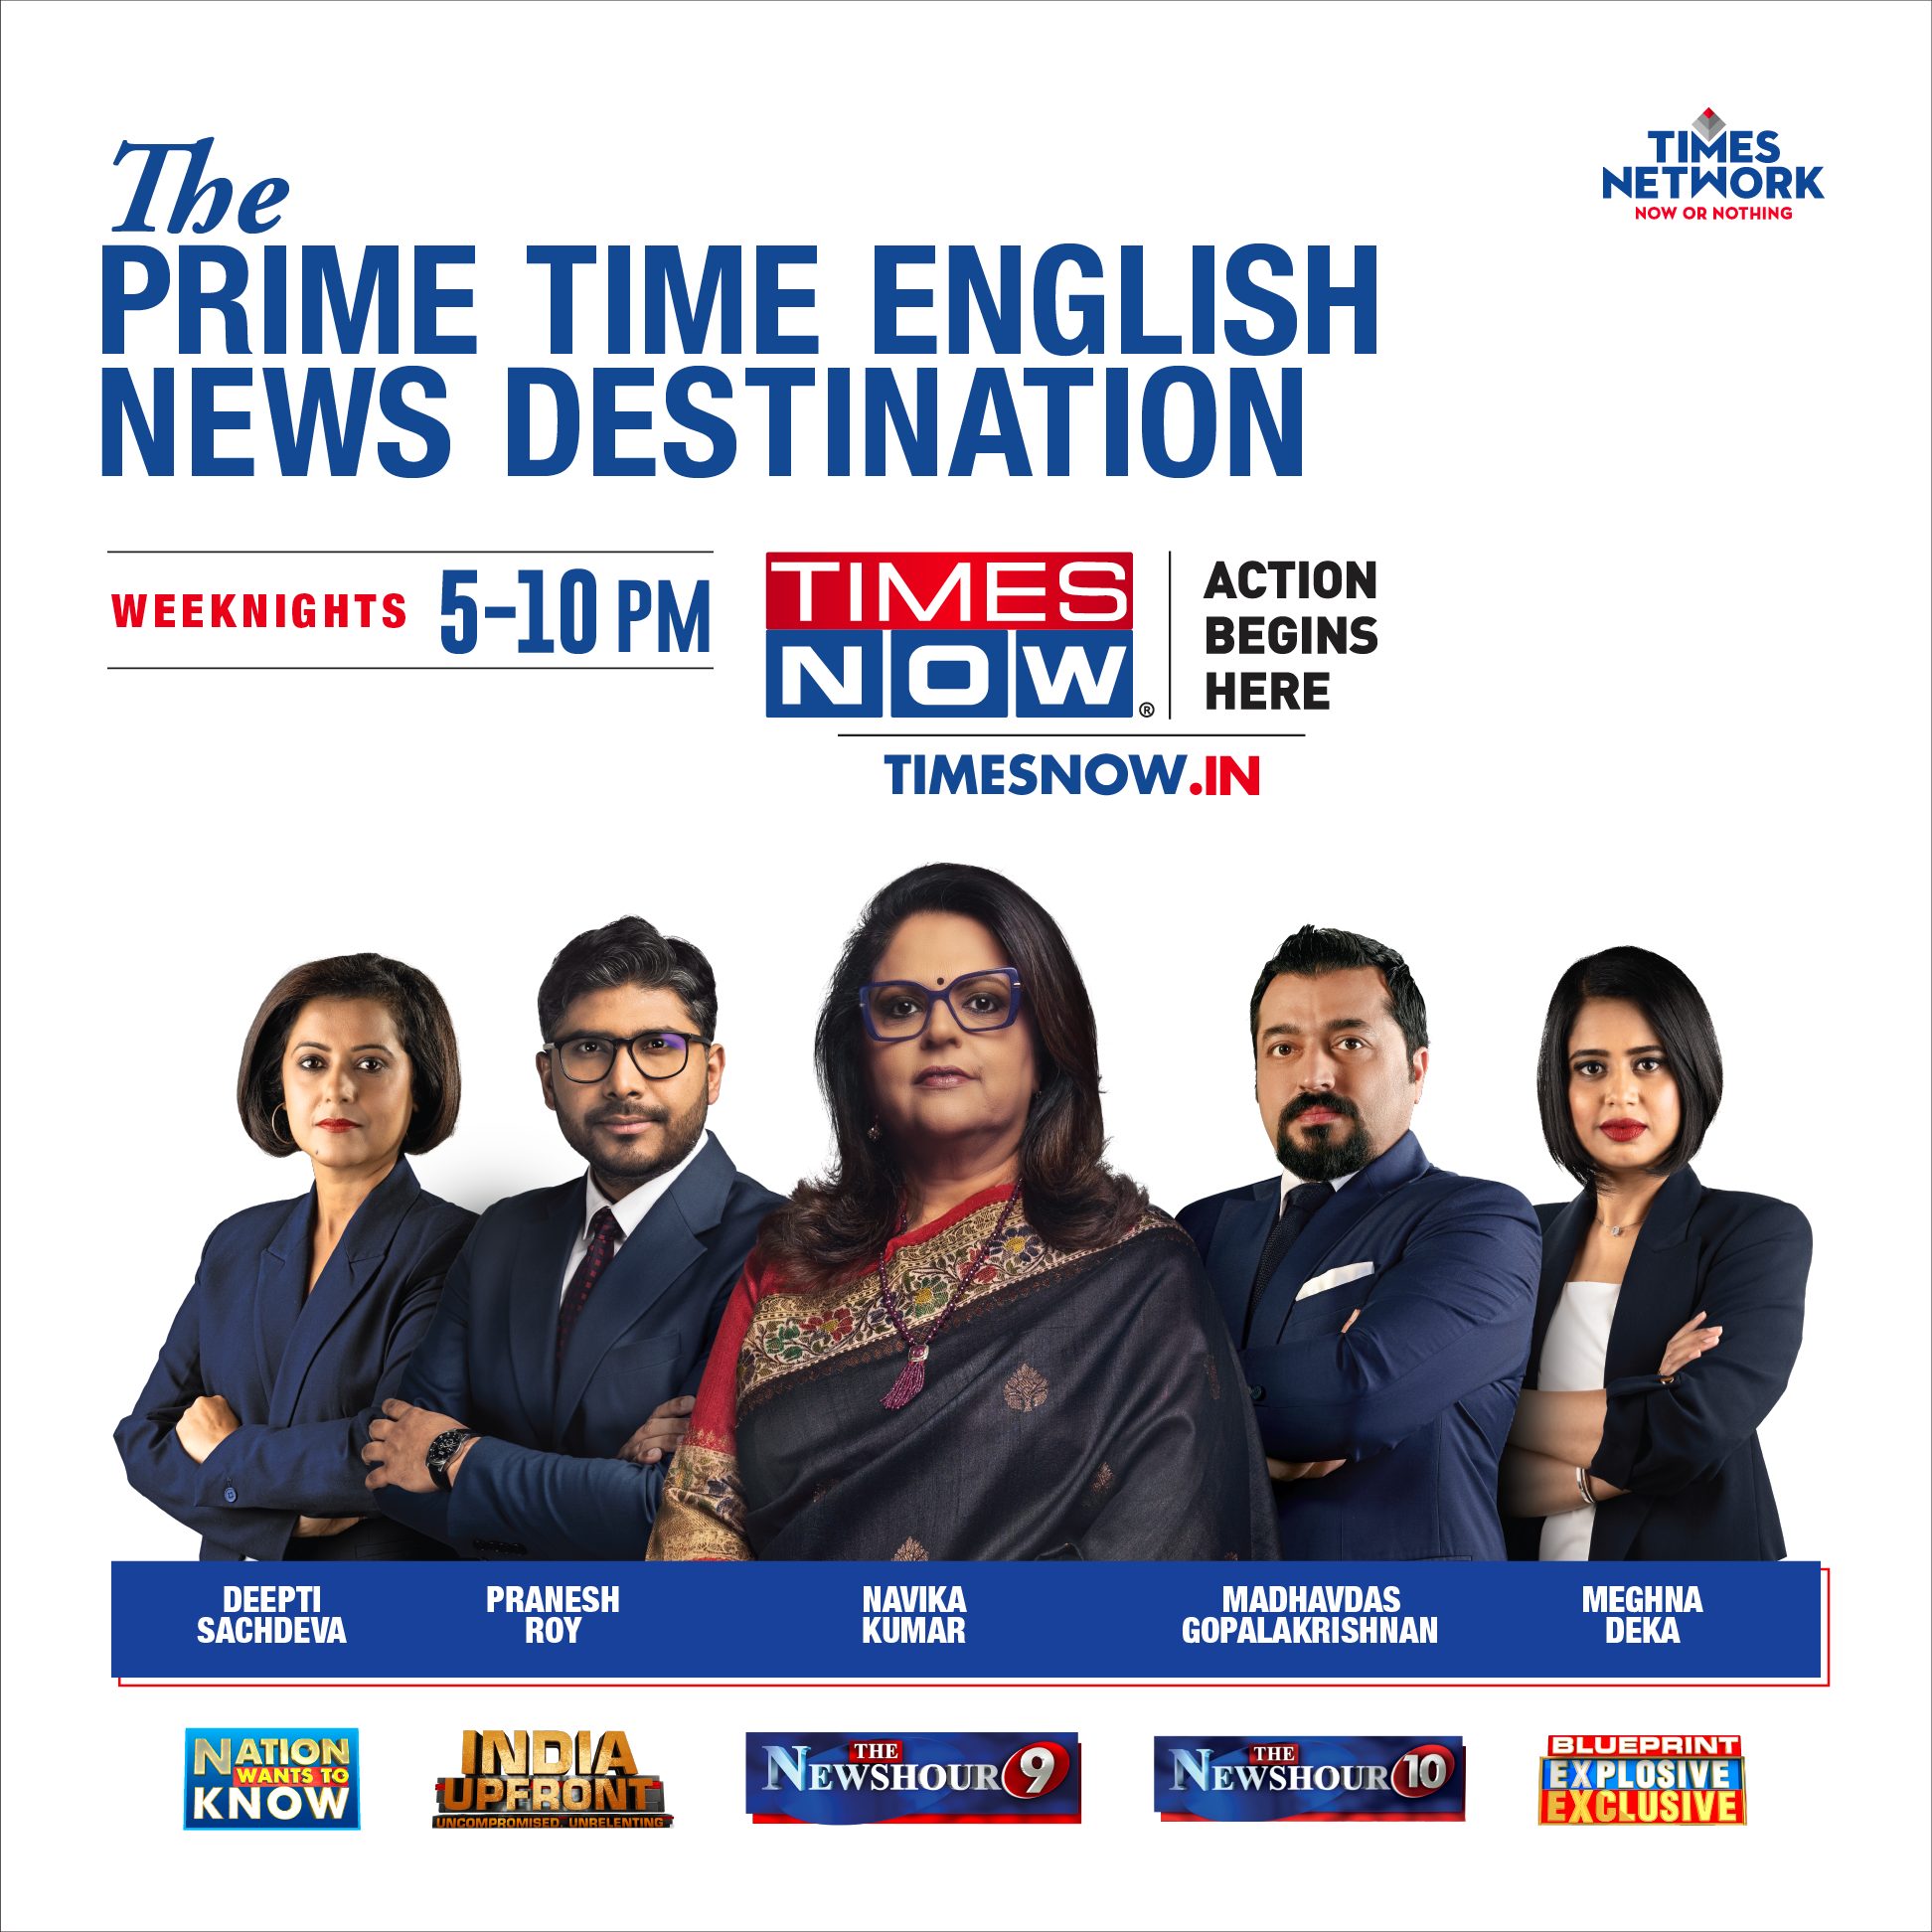 The
PRIME TIME ENGLISH
NEWS DESTINATION
TIMES
NETWORK
NOW OR NOTHING
WEEKNIGHTS 5-10 PM
TIMES
NOW®
ACTION
BEGINS
HERE
TIMESNOW.IN
DEEPTI
SACHDEVA
PRANESH
ROY
NAVIKA
KUMAR
MADHAVDAS
GOPALAKRISHNAN
MEGHNA
DEKA
NATION
WANTS TO
KNOW
INDIA
UPFRONT
UNCOMPROMISED. UNRELENTING
THE
NEWSHOUR 9
THE
NEWSHOUR 10
BLUEPRINT
EXPLOSIVE
EXCLUSIVE